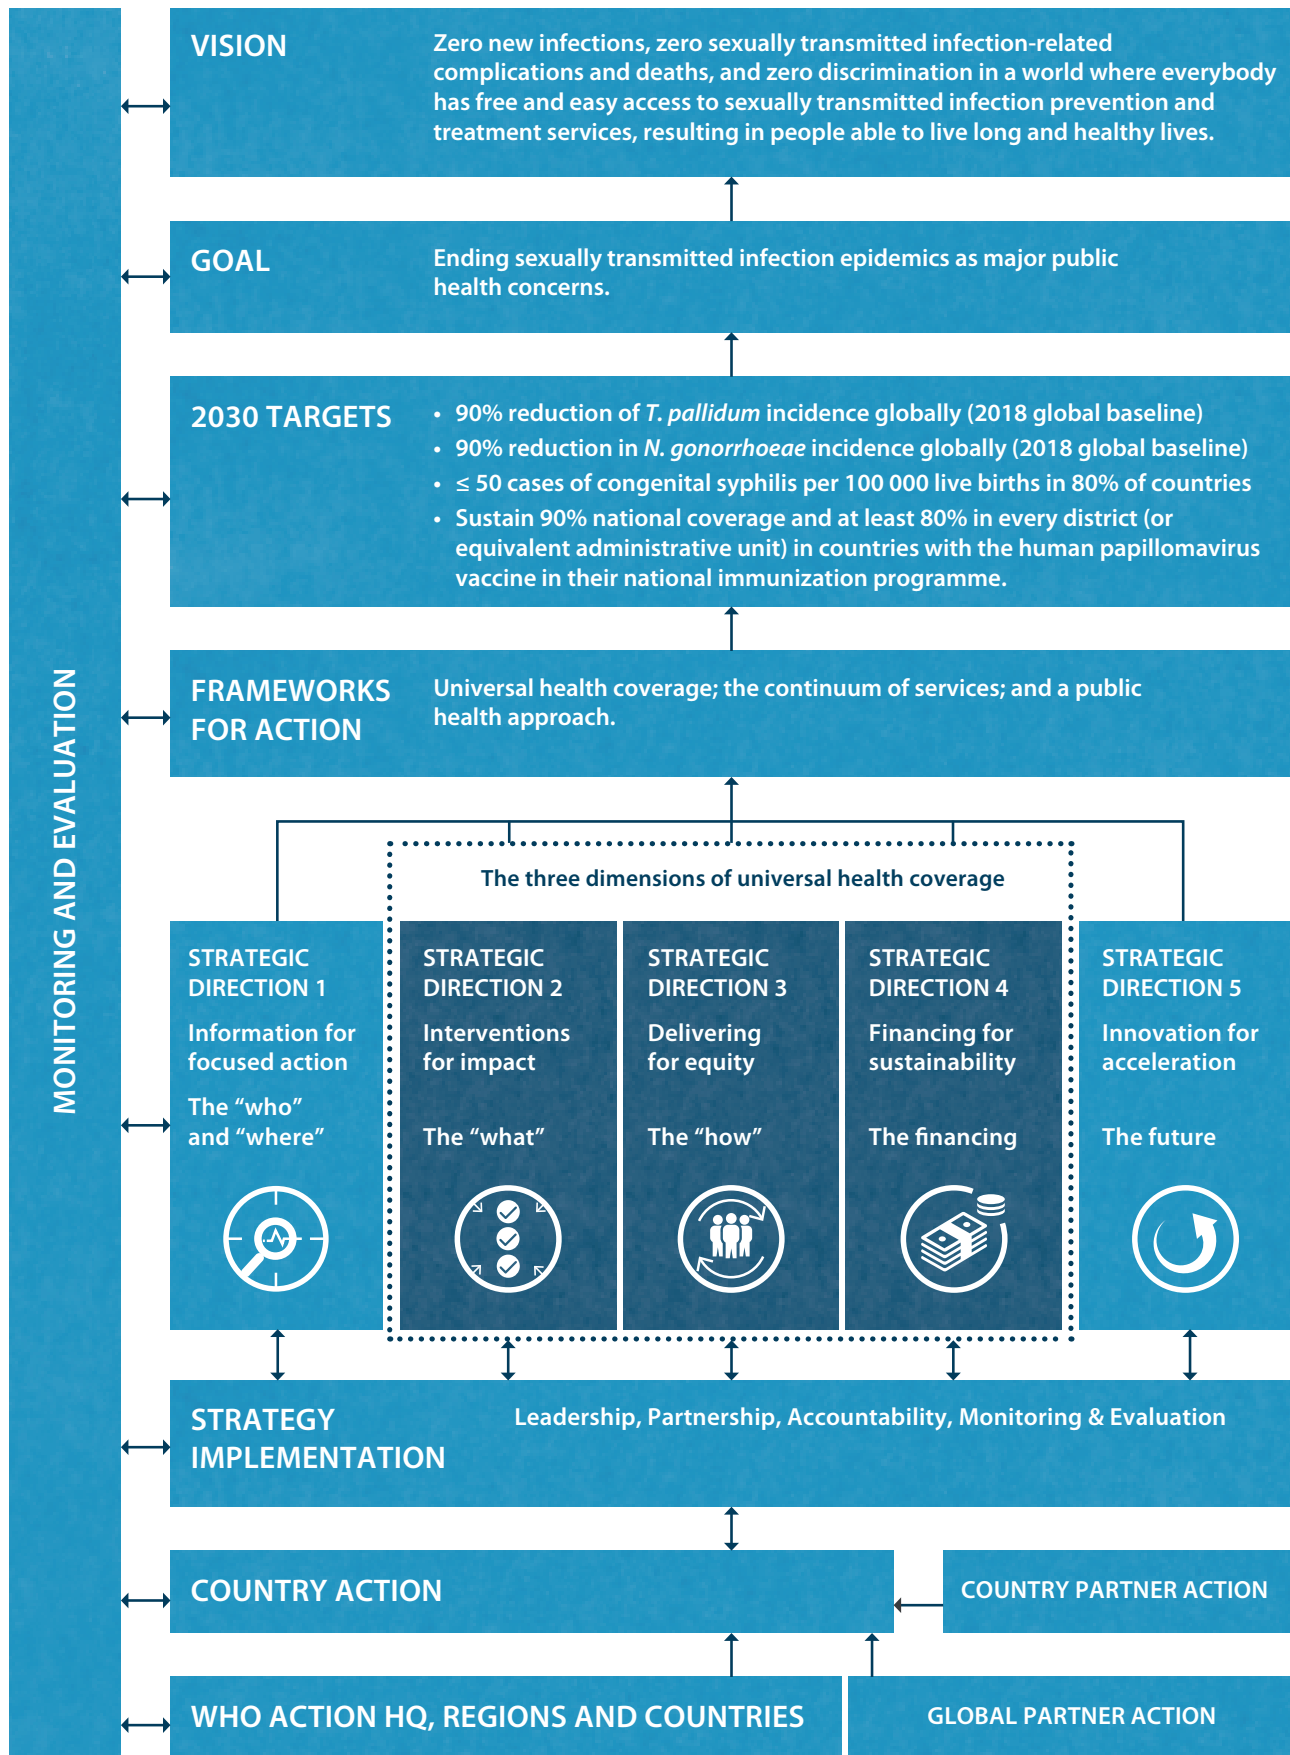 MONITORING AND EVALUATION
VISION
Zero new infections, zero sexually transmitted infection-related
complications and deaths, and zero discrimination in a world where everybody
has free and easy access to sexually transmitted infection prevention and
treatment services, resulting in people able to live long and healthy lives.
GOAL
Ending sexually transmitted infection epidemics as major public
health concerns.
2030 TARGETS
• 90% reduction of T. pallidum incidence globally (2018 global baseline)
• 90% reduction in N. gonorrhoeae incidence globally (2018 global baseline)
• ≤ 50 cases of congenital syphilis per 100 000 live births in 80% of countries
• Sustain 90% national coverage and at least 80% in every district (or
equivalent administrative unit) in countries with the human papillomavirus
vaccine in their national immunization programme.
FRAMEWORKS
FOR ACTION
Universal health coverage; the continuum of services; and a public
health approach.
The three dimensions of universal health coverage
STRATEGIC
DIRECTION 1
Information for
focused action
The “who”
and “where”
STRATEGIC
DIRECTION 2
Interventions
for impact
The “what”
STRATEGIC
DIRECTION 3
Delivering
for equity
The “how”
STRATEGIC
DIRECTION 4
Financing for
sustainability
The financing
STRATEGIC
DIRECTION 5
Innovation for
acceleration
The future
STRATEGY
IMPLEMENTATION
Leadership, Partnership, Accountability, Monitoring & Evaluation
COUNTRY ACTION
COUNTRY PARTNER ACTION
WHO ACTION HQ, REGIONS AND COUNTRIES
GLOBAL PARTNER ACTION